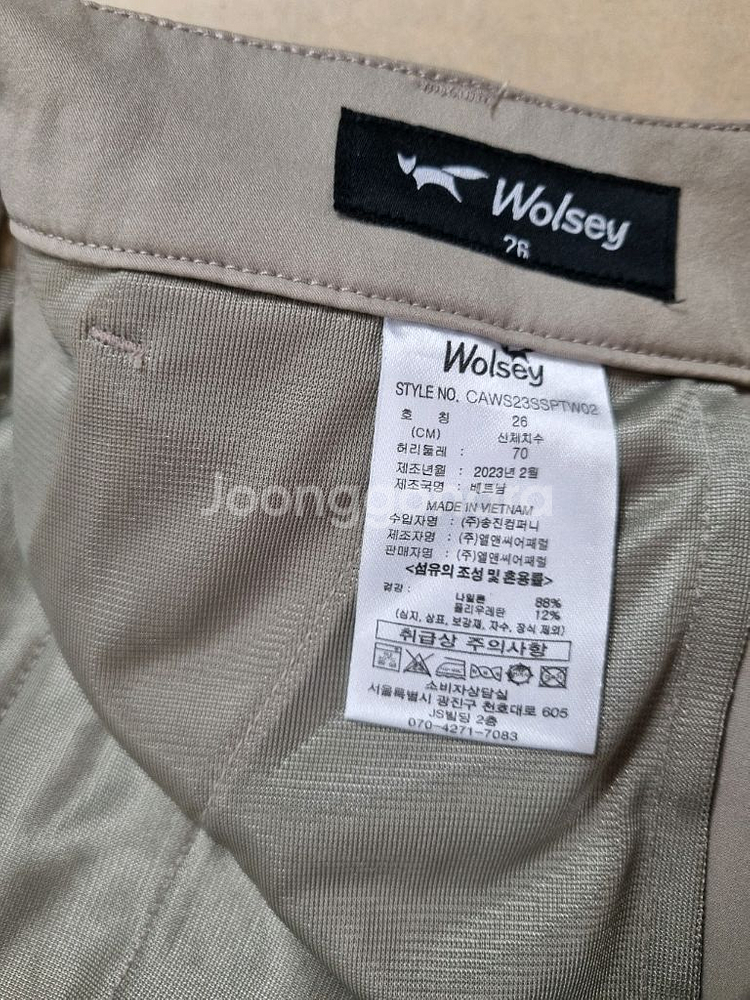 Wolsey
26
Wolsey
STYLE NO. CAWS23SSPTW02
호 칭 26
(CM) 신체치수
허리둘레 : 70
제조년월 : 2023년 2월
제조국명 : 베트남
MADE IN VIETNAM
수입자명 : (주)송진컴퍼니
제조자명 : (주)엘앤씨어패럴
판매자명 : (주)엘앤씨어패럴
<섬유의 조성 및 혼용률>
겉감 :
나일론 88%
폴리우레탄 12%
(심지, 상표, 보강재, 자수, 장식 제외)
취급상 주의사항
소비자상담실
서울특별시 광진구 천호대로 605
JS빌딩 2층
070-4271-7083
Joonggonara